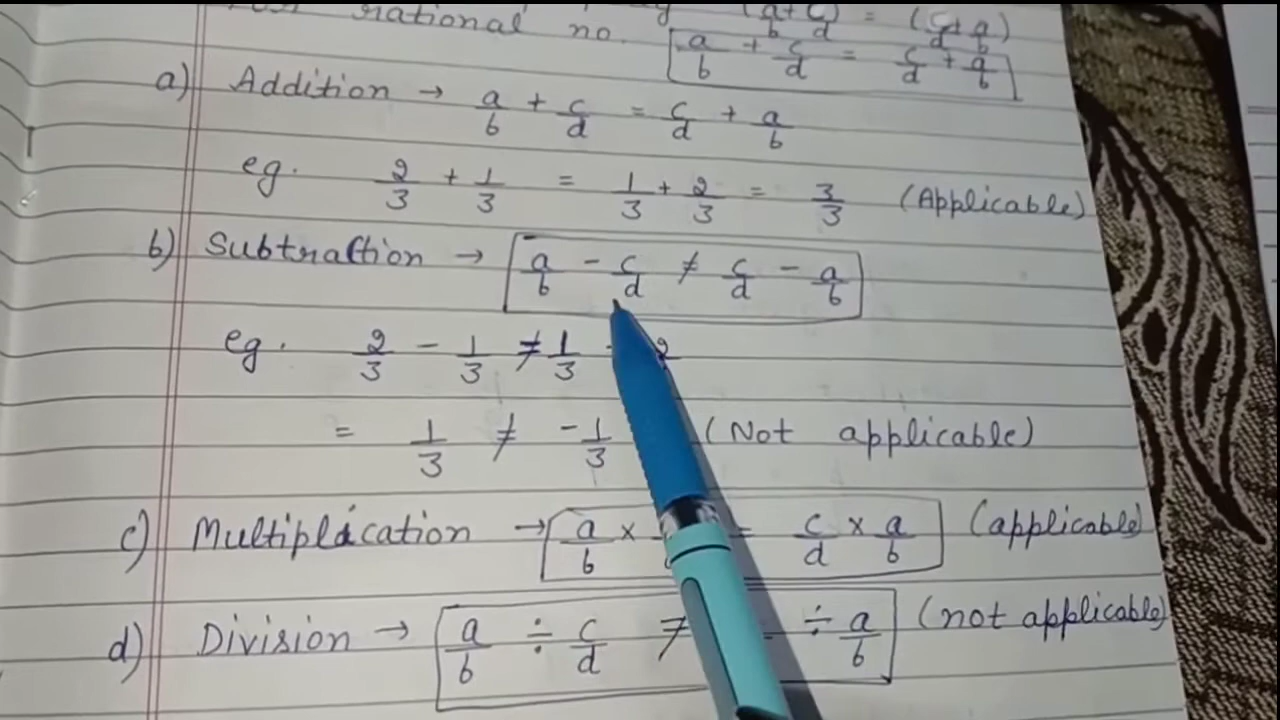 rational no. (a/b + c/d) = (c/d + a/b)
a/b + c/d = c/d + a/b
a) Addition → a/b + c/d = c/d + a/b
eg. 2/3 + 1/3 = 1/3 + 2/3 = 3/3 (Applicable)
b) Subtraction → a/b - c/d ≠ c/d - a/b
eg. 2/3 - 1/3 ≠ 1/3 - 2
= 1/3 ≠ -1/3 (Not applicable)
c) Multiplication → a/b × = c/d × a/b (applicable)
d) Division → a/b ÷ c/d ≠ ÷ a/b (not applicable)